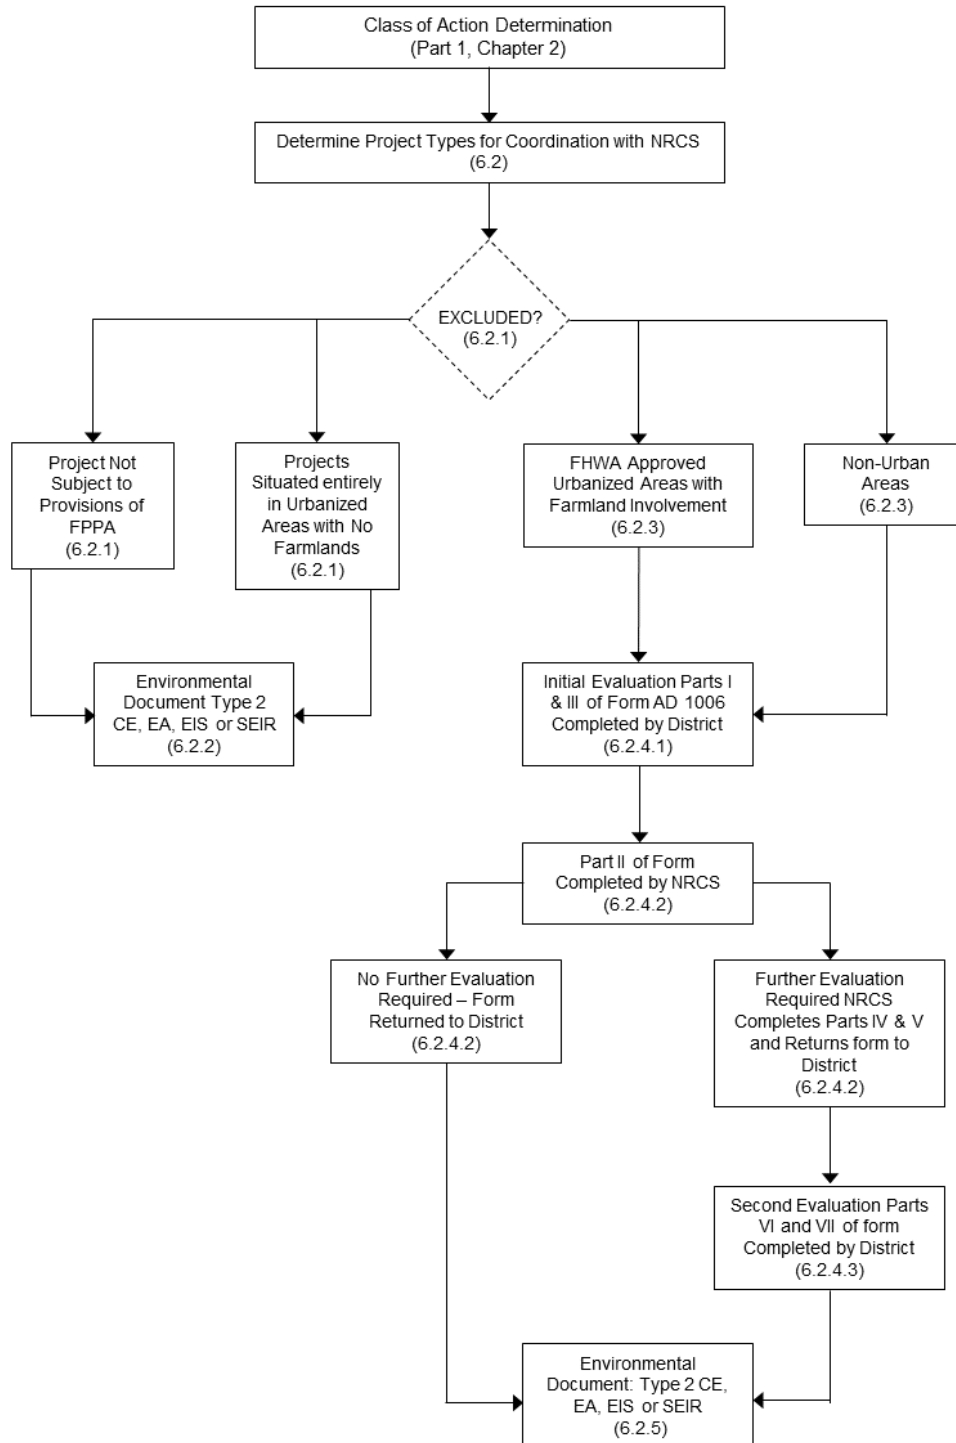 Class of Action Determination
(Part 1, Chapter 2)
Determine Project Types for Coordination with NRCS
(6.2)
EXCLUDED?
(6.2.1)
Project Not
Subject to
Provisions of
FPPA
(6.2.1)
Projects
Situated entirely
in Urbanized
Areas with No
Farmlands
(6.2.1)
FHWA Approved
Urbanized Areas with
Farmland Involvement
(6.2.3)
Non-Urban
Areas
(6.2.3)
Environmental
Document Type 2
CE, EA, EIS or SEIR
(6.2.2)
Initial Evaluation Parts I
& III of Form AD 1006
Completed by District
(6.2.4.1)
Part II of Form
Completed by NRCS
(6.2.4.2)
No Further Evaluation
Required – Form
Returned to District
(6.2.4.2)
Further Evaluation
Required NRCS
Completes Parts IV & V
and Returns form to
District
(6.2.4.2)
Second Evaluation Parts
VI and VII of form
Completed by District
(6.2.4.3)
Environmental
Document: Type 2 CE,
EA, EIS or SEIR
(6.2.5)